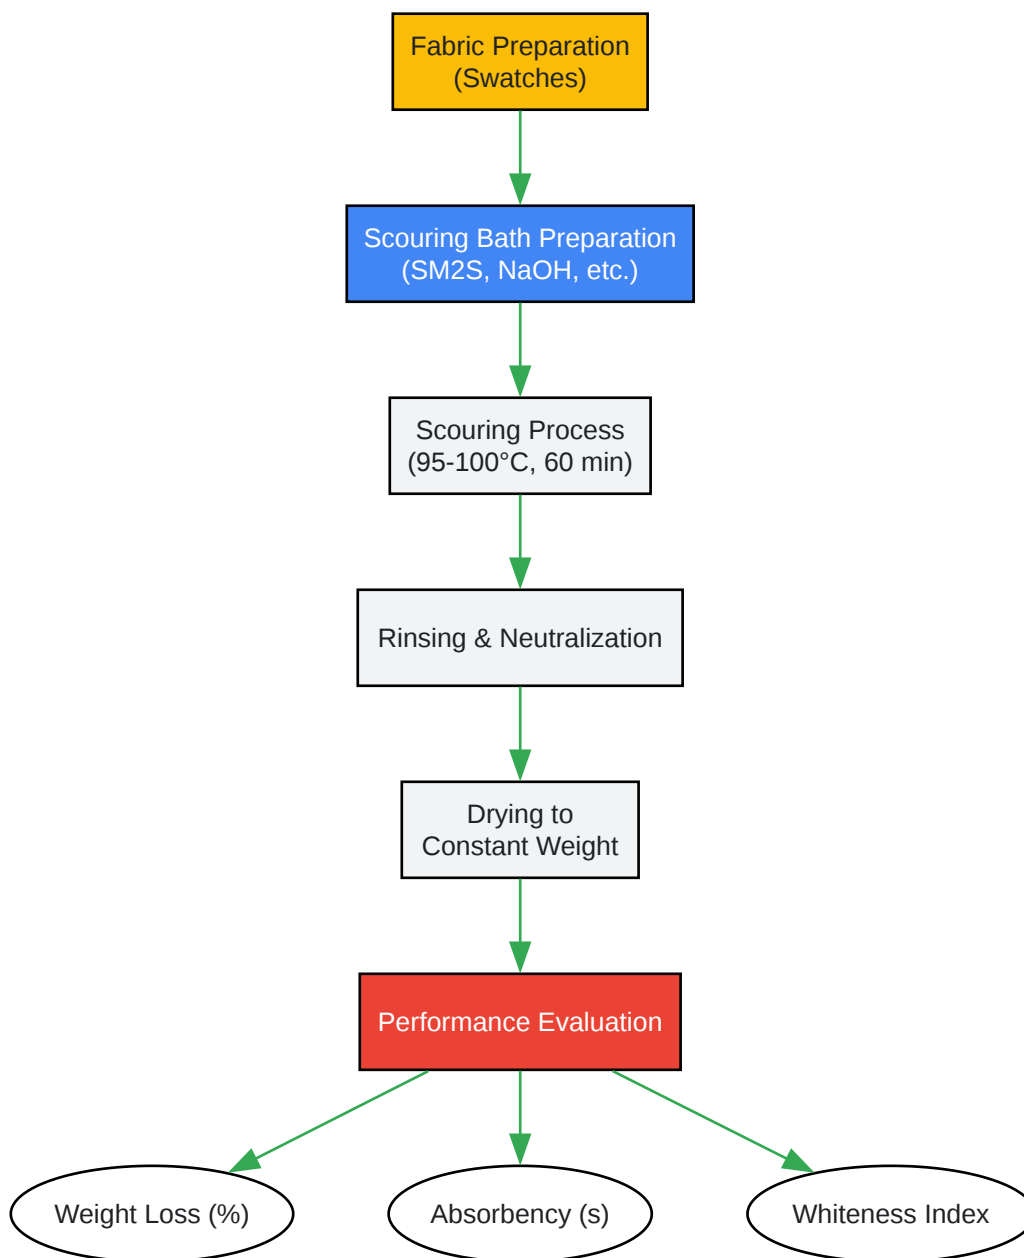 Fabric Preparation
(Swatches)
Scouring Bath Preparation
(SM2S, NaOH, etc.)
Scouring Process
(95-100°C, 60 min)
Rinsing & Neutralization
Drying to
Constant Weight
Performance Evaluation
Weight Loss (%)
Absorbency (s)
Whiteness Index